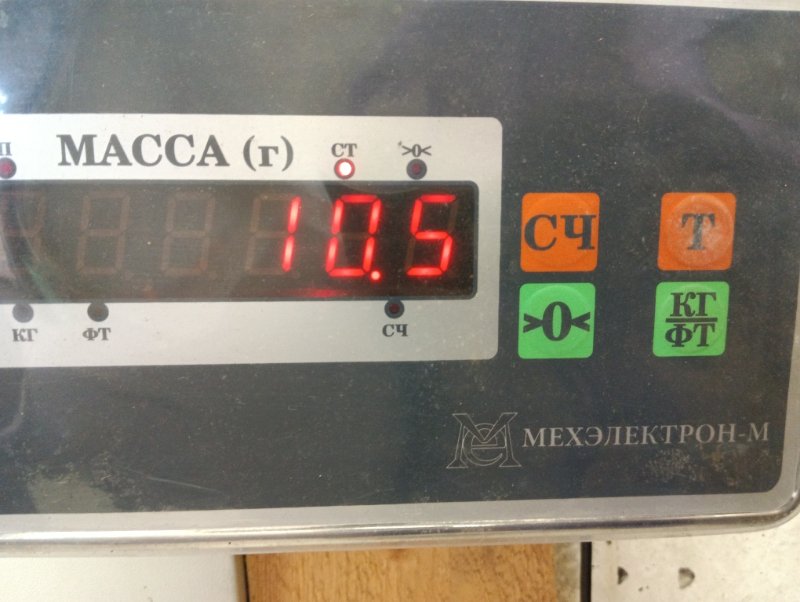 П
МАССА (г)
СТ
>0<
10.5
КГ
ФТ
СЧ
СЧ
Т
>0<
КГ
ФТ
МЕХЭЛЕКТРОН-М